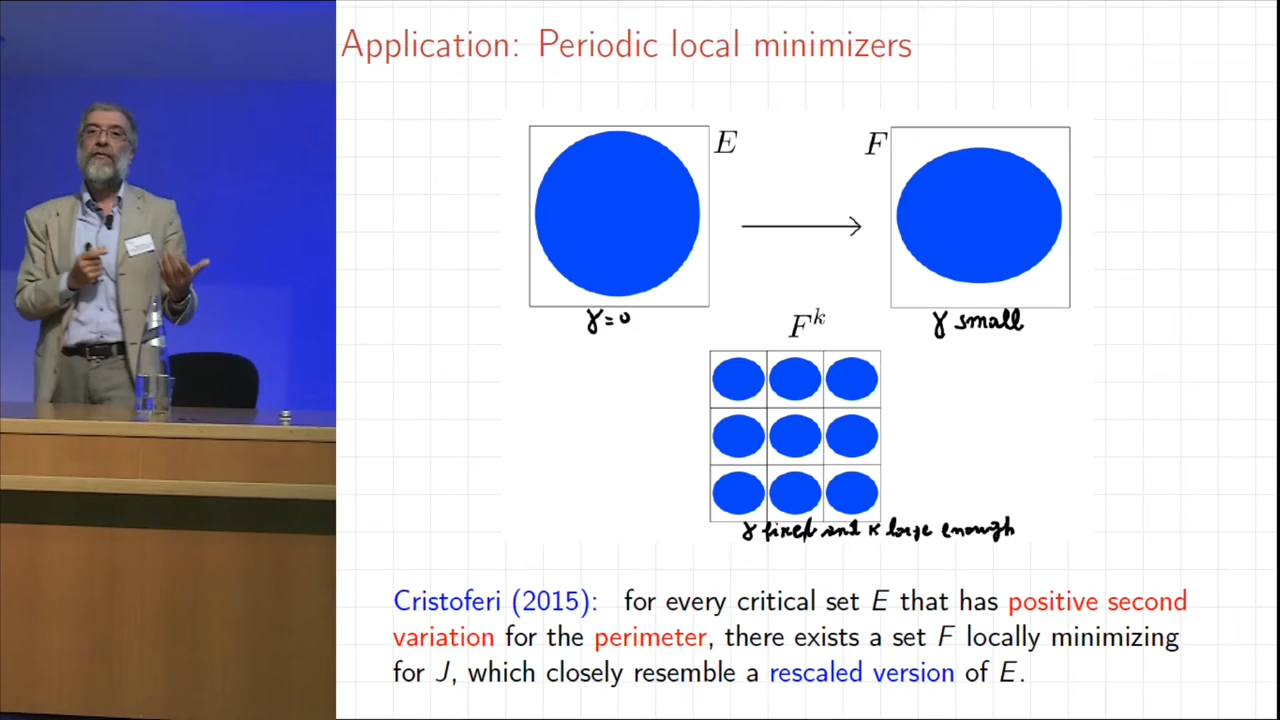 Application: Periodic local minimizers
E
F
γ=0
γ small
F^k
γ fixed and k large enough
Cristoferi (2015): for every critical set E that has positive second
variation for the perimeter, there exists a set F locally minimizing
for J, which closely resemble a rescaled version of E.